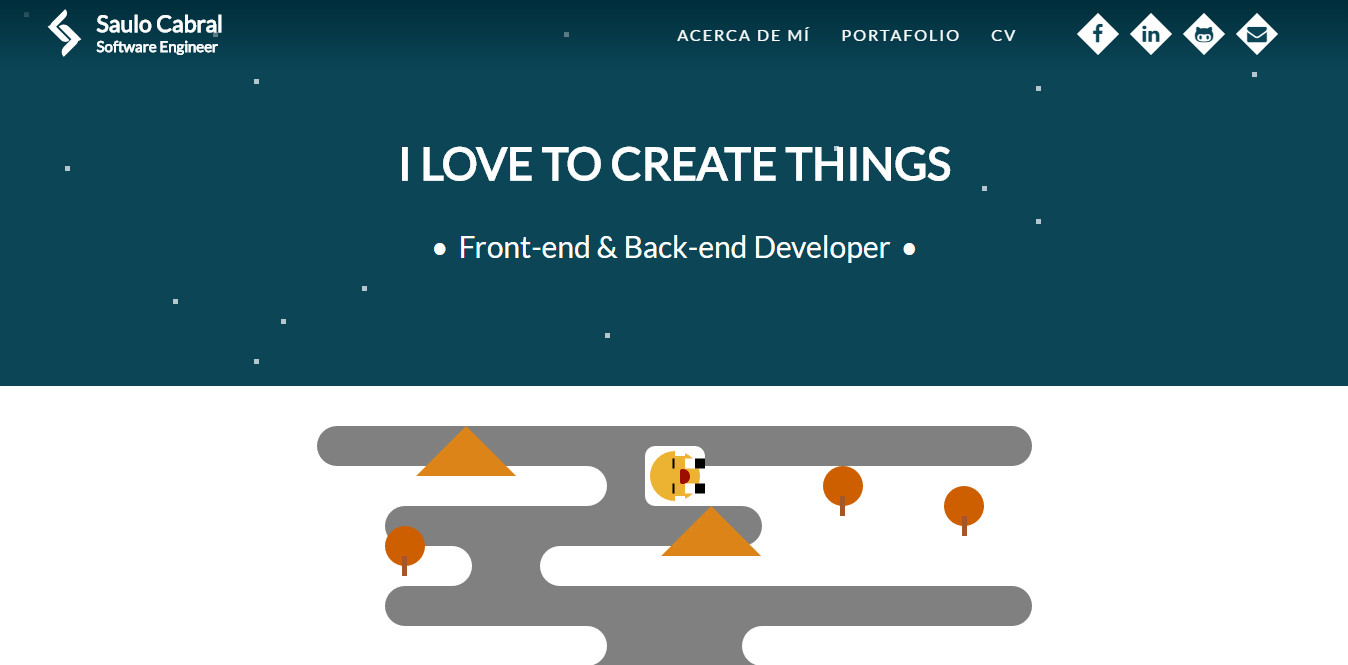 Saulo Cabral
Software Engineer
ACERCA DE MÍ PORTAFOLIO CV
I LOVE TO CREATE THINGS
● Front-end & Back-end Developer ●